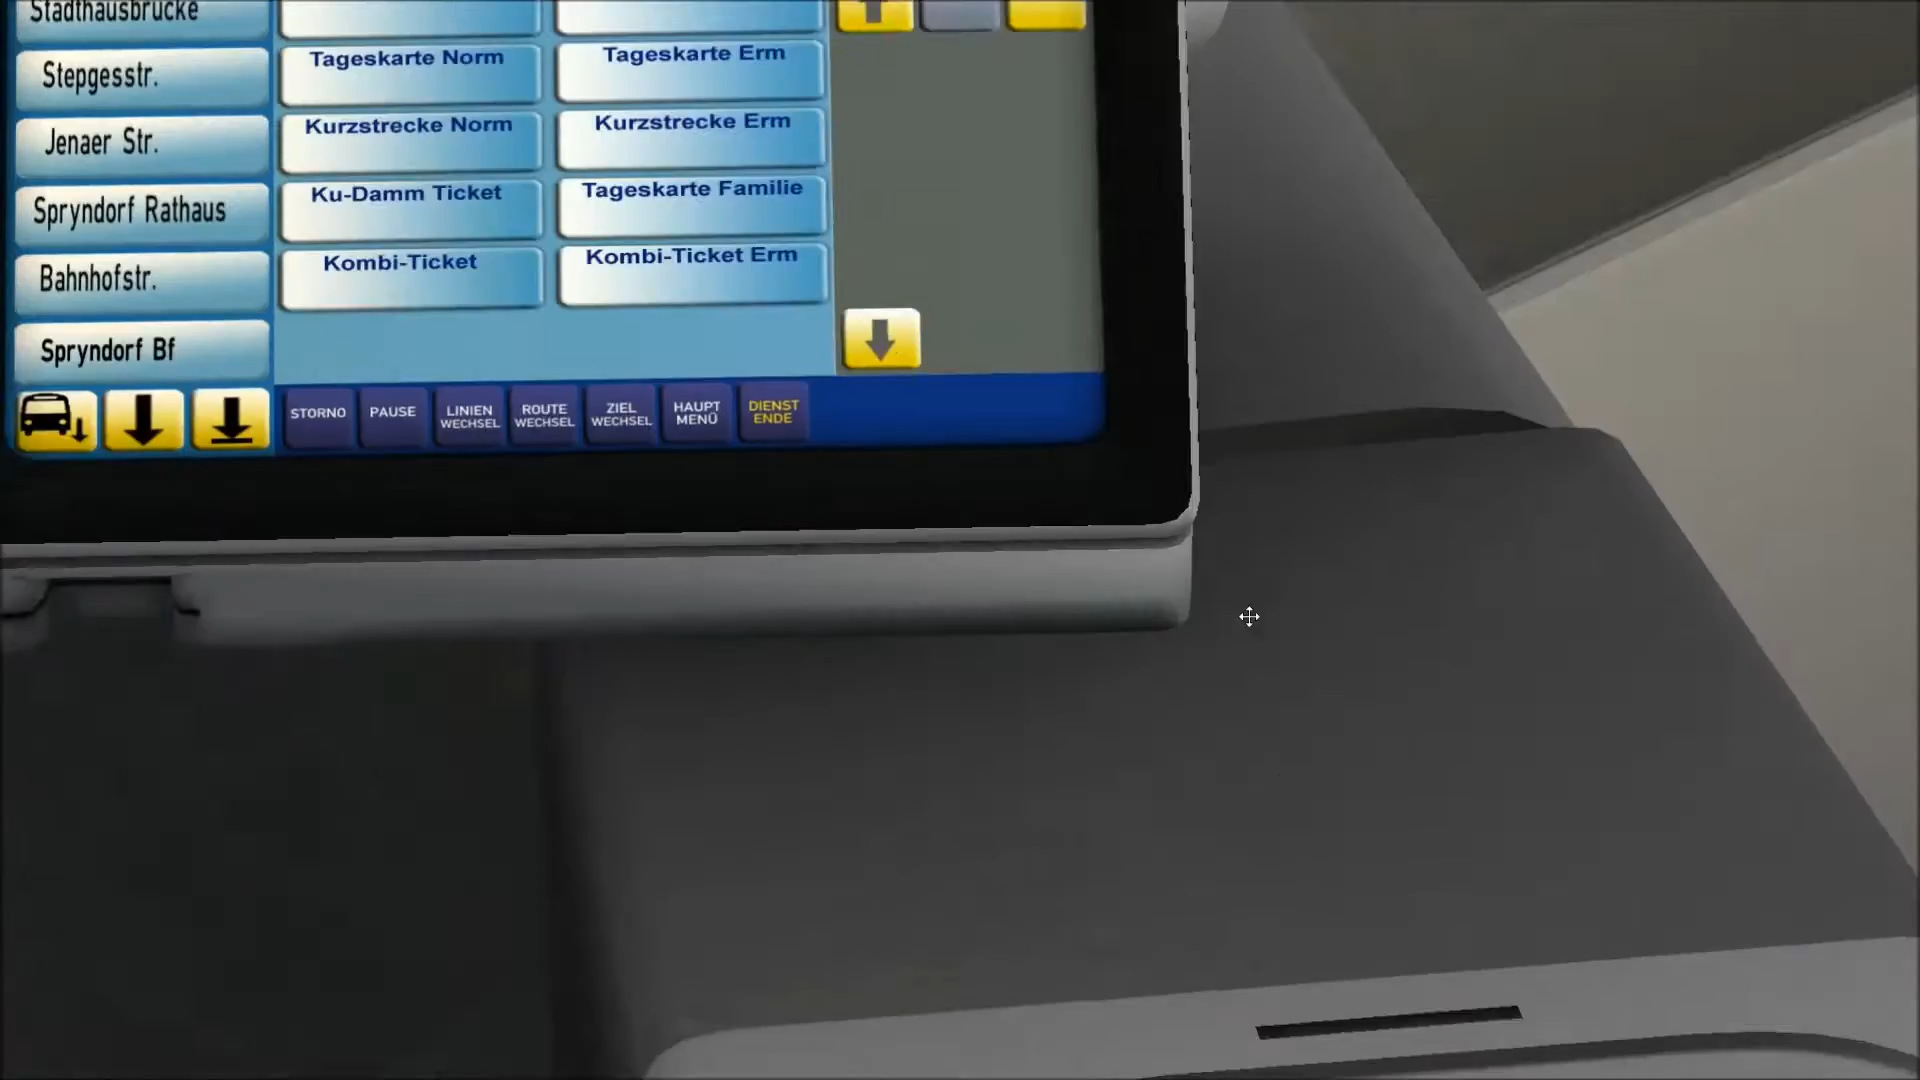 Stadthausbrücke
Stepgesstr.
Jenaer Str.
Spryndorf Rathaus
Bahnhofstr.
Spryndorf Bf
Tageskarte Norm
Tageskarte Erm
Kurzstrecke Norm
Kurzstrecke Erm
Ku-Damm Ticket
Tageskarte Familie
Kombi-Ticket
Kombi-Ticket Erm
STORNO
PAUSE
LINIEN
WECHSEL
ROUTE
WECHSEL
ZIEL
WECHSEL
HAUPT
MENÜ
DIENST
ENDE